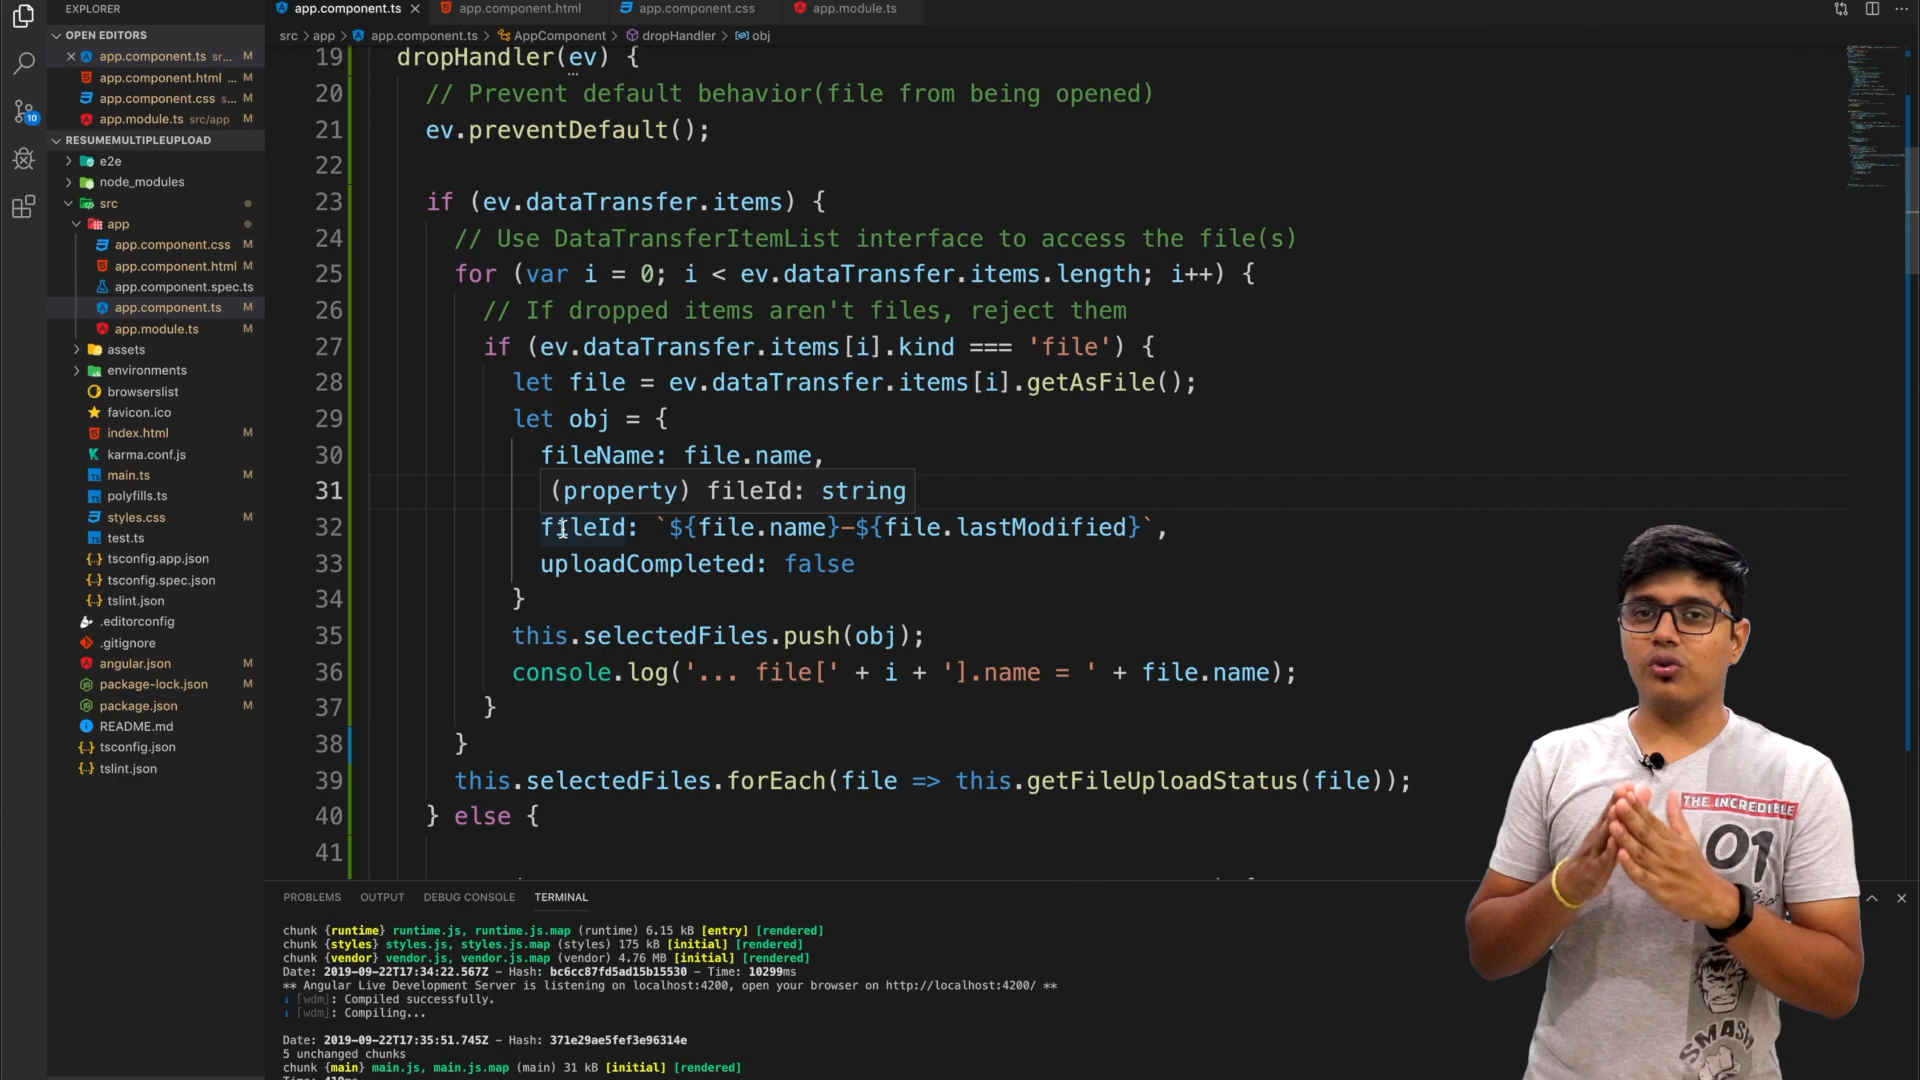 EXPLORER
app.component.ts
app.component.html
app.component.css
app.module.ts
OPEN EDITORS
app.component.ts sr... M
app.component.html ... M
app.component.css s... M
app.module.ts src/app M
10
RESUMEMULTIPLEUPLOAD
e2e
node_modules
src
app
app.component.css M
app.component.html M
app.component.spec.ts
app.component.ts M
app.module.ts M
assets
environments
browserslist
favicon.ico
index.html M
karma.conf.js
main.ts M
polyfills.ts
styles.css M
test.ts
tsconfig.app.json
tsconfig.spec.json
tslint.json
.editorconfig
.gitignore
angular.json M
package-lock.json M
package.json M
README.md
tsconfig.json
tslint.json
src > app > app.component.ts > AppComponent > dropHandler > obj
19 dropHandler(ev) {
20 // Prevent default behavior(file from being opened)
21 ev.preventDefault();
22
23 if (ev.dataTransfer.items) {
24 // Use DataTransferItemList interface to access the file(s)
25 for (var i = 0; i < ev.dataTransfer.items.length; i++) {
26 // If dropped items aren't files, reject them
27 if (ev.dataTransfer.items[i].kind === 'file') {
28 let file = ev.dataTransfer.items[i].getAsFile();
29 let obj = {
30 fileName: file.name,
31 (property) fileId: string
32 fileId: `${file.name}-${file.lastModified}`,
33 uploadCompleted: false
34 }
35 this.selectedFiles.push(obj);
36 console.log('... file[' + i + '].name = ' + file.name);
37 }
38 }
39 this.selectedFiles.forEach(file => this.getFileUploadStatus(file));
40 } else {
41
PROBLEMS OUTPUT DEBUG CONSOLE TERMINAL
chunk {runtime} runtime.js, runtime.js.map (runtime) 6.15 kB [entry] [rendered]
chunk {styles} styles.js, styles.js.map (styles) 175 kB [initial] [rendered]
chunk {vendor} vendor.js, vendor.js.map (vendor) 4.76 MB [initial] [rendered]
Date: 2019-09-22T17:34:22.567Z - Hash: bc6cc87fd5ad15b15530 - Time: 10299ms
** Angular Live Development Server is listening on localhost:4200, open your browser on http://localhost:4200/ **
i ｢wdm｣: Compiled successfully.
i ｢wdm｣: Compiling...
Date: 2019-09-22T17:35:51.745Z - Hash: 371e29ae5fef3e96314e
5 unchanged chunks
chunk {main} main.js, main.js.map (main) 31 kB [initial] [rendered]
THE INCREDIBLE
01
SMASH